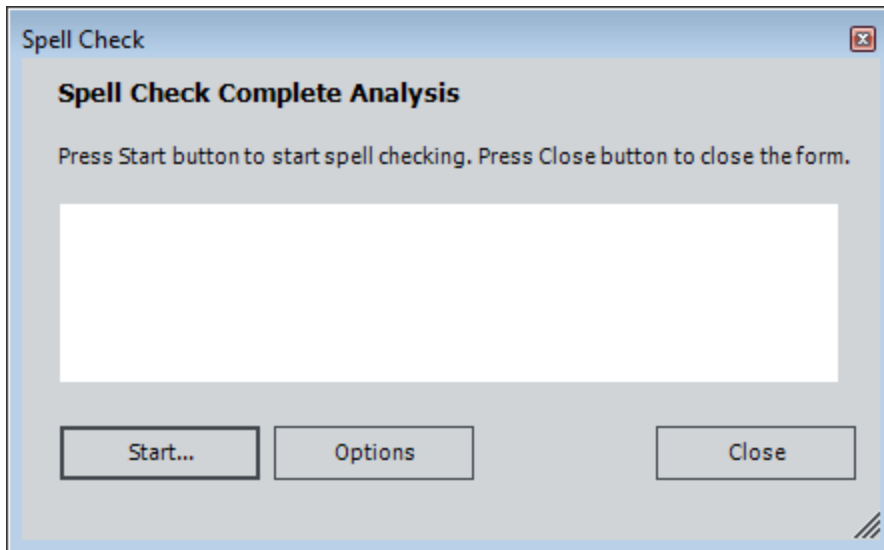 Spell Check
Spell Check Complete Analysis
Press Start button to start spell checking. Press Close button to close the form.
Start...
Options
Close